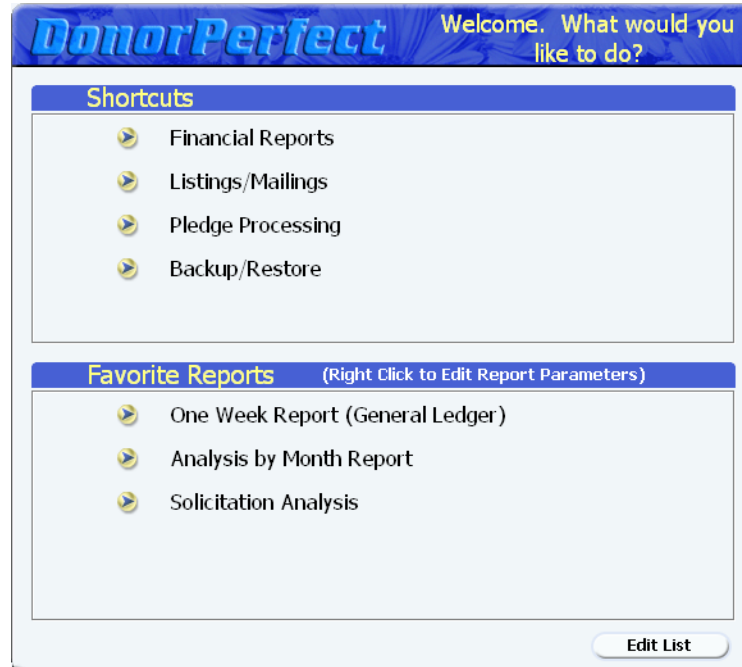 DonorPerfect
Welcome. What would you
like to do?
Shortcuts
Financial Reports
Listings/Mailings
Pledge Processing
Backup/Restore
Favorite Reports (Right Click to Edit Report Parameters)
One Week Report (General Ledger)
Analysis by Month Report
Solicitation Analysis
Edit List